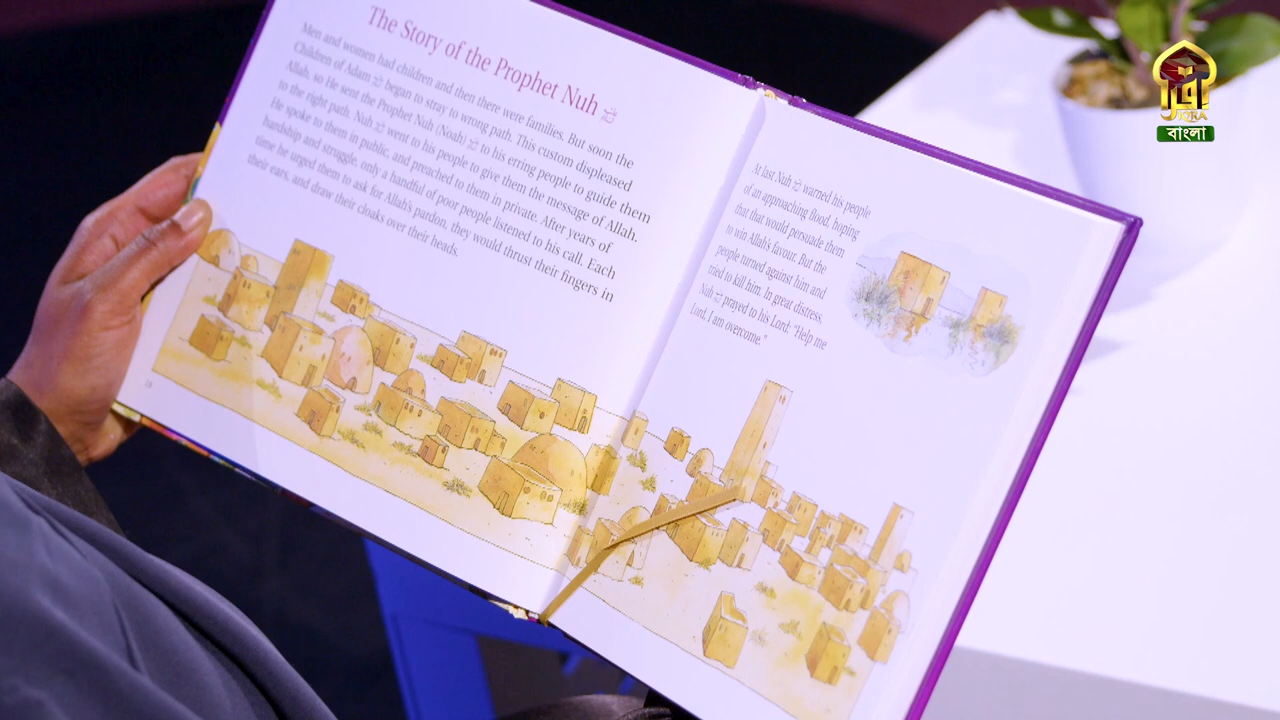 The Story of the Prophet Nuh ﷺ
Men and women had children and then there were families. But soon the
Children of Adam ﷺ began to stray to wrong path. This custom displeased
Allah, so He sent the Prophet Nuh (Noah) to his erring people to guide them
to the right path. Nuh ﷺ went to his people to give them the message of Allah.
He spoke to them in public, and preached to them in private. After years of
hardship and struggle, only a handful of poor people listened to his call. Each
time he urged them to ask for Allah's pardon, they would thrust their fingers in
their ears, and draw their cloaks over their heads.
At last Nuh ﷺ warned his people
of an approaching flood, hoping
that that would persuade them
to win Allah's favour. But the
people turned against him and
tried to kill him. In great distress,
Nuh ﷺ prayed to his Lord: "Help me
Lord, I am overcome."
IQRA
বাংলা